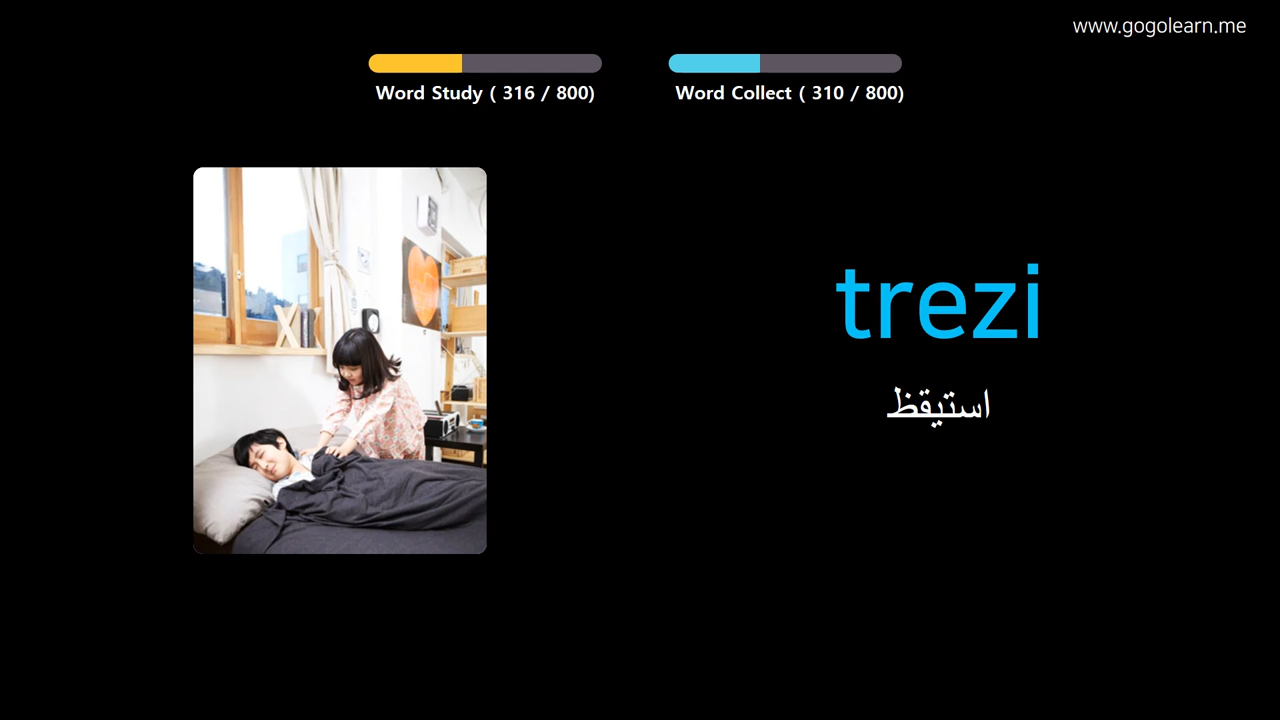 www.gogolearn.me
Word Study ( 316 / 800)
Word Collect ( 310 / 800)
trezi
استيقظ